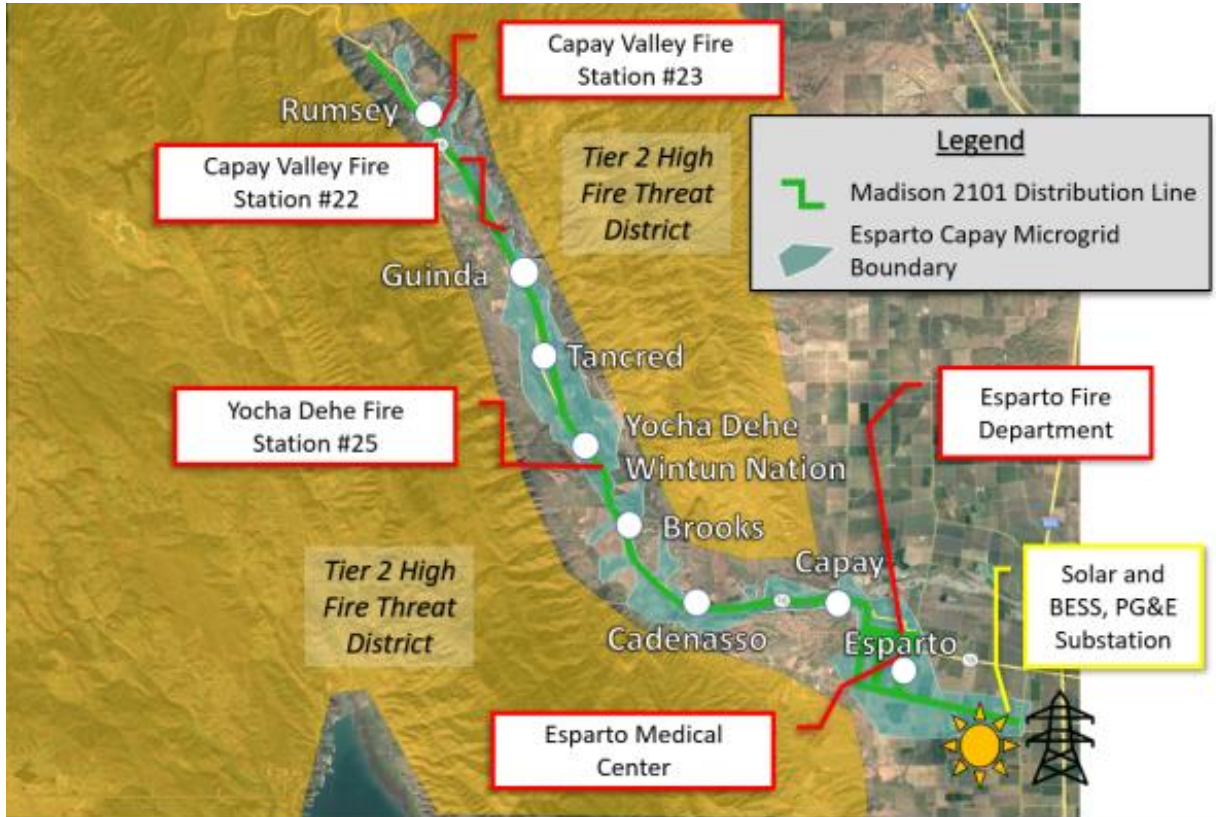 Capay Valley Fire
Station #23
Rumsey
Capay Valley Fire
Station #22
Tier 2 High
Fire Threat
District
Legend
Madison 2101 Distribution Line
Esparto Capay Microgrid
Boundary
Guinda
Tancred
Yocha Dehe Fire
Station #25
Yocha Dehe
Wintun Nation
Esparto Fire
Department
Brooks
Tier 2 High
Fire Threat
District
Capay
Solar and
BESS, PG&E
Substation
Cadenasso
Esparto
Esparto Medical
Center